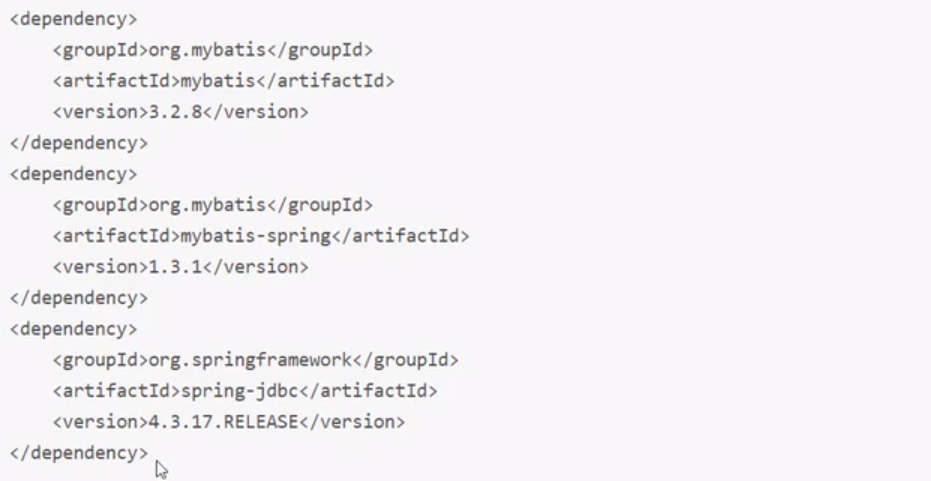 <dependency>
    <groupId>org.mybatis</groupId>
    <artifactId>mybatis</artifactId>
    <version>3.2.8</version>
</dependency>
<dependency>
    <groupId>org.mybatis</groupId>
    <artifactId>mybatis-spring</artifactId>
    <version>1.3.1</version>
</dependency>
<dependency>
    <groupId>org.springframework</groupId>
    <artifactId>spring-jdbc</artifactId>
    <version>4.3.17.RELEASE</version>
</dependency>